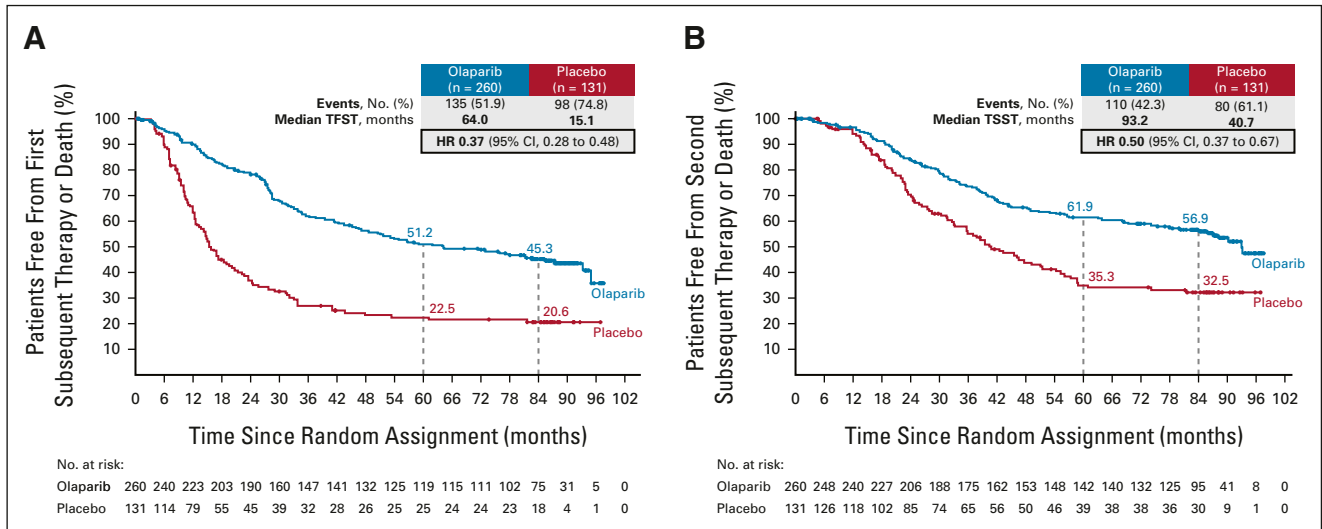 A
Olaparib
(n = 260)
Placebo
(n = 131)
Events, No. (%) 135 (51.9) 98 (74.8)
Median TFST, months 64.0 15.1
HR 0.37 (95% CI, 0.28 to 0.48)
Patients Free From First
Subsequent Therapy or Death (%)
100
90
80
70
60
50
40
30
20
10
51.2
45.3
22.5
20.6
Olaparib
Placebo
0 6 12 18 24 30 36 42 48 54 60 66 72 78 84 90 96 102
Time Since Random Assignment (months)
No. at risk:
Olaparib 260 240 223 203 190 160 147 141 132 125 119 115 111 102 75 31 5 0
Placebo 131 114 79 55 45 39 32 28 26 25 25 24 24 23 18 4 1 0
B
Olaparib
(n = 260)
Placebo
(n = 131)
Events, No. (%) 110 (42.3) 80 (61.1)
Median TSST, months 93.2 40.7
HR 0.50 (95% CI, 0.37 to 0.67)
Patients Free From Second
Subsequent Therapy or Death (%)
100
90
80
70
60
50
40
30
20
10
61.9
56.9
35.3
32.5
Olaparib
Placebo
0 6 12 18 24 30 36 42 48 54 60 66 72 78 84 90 96 102
Time Since Random Assignment (months)
No. at risk:
Olaparib 260 248 240 227 206 188 175 162 153 148 142 140 132 125 95 41 8 0
Placebo 131 126 118 102 85 74 65 56 50 46 39 38 38 36 30 9 1 0